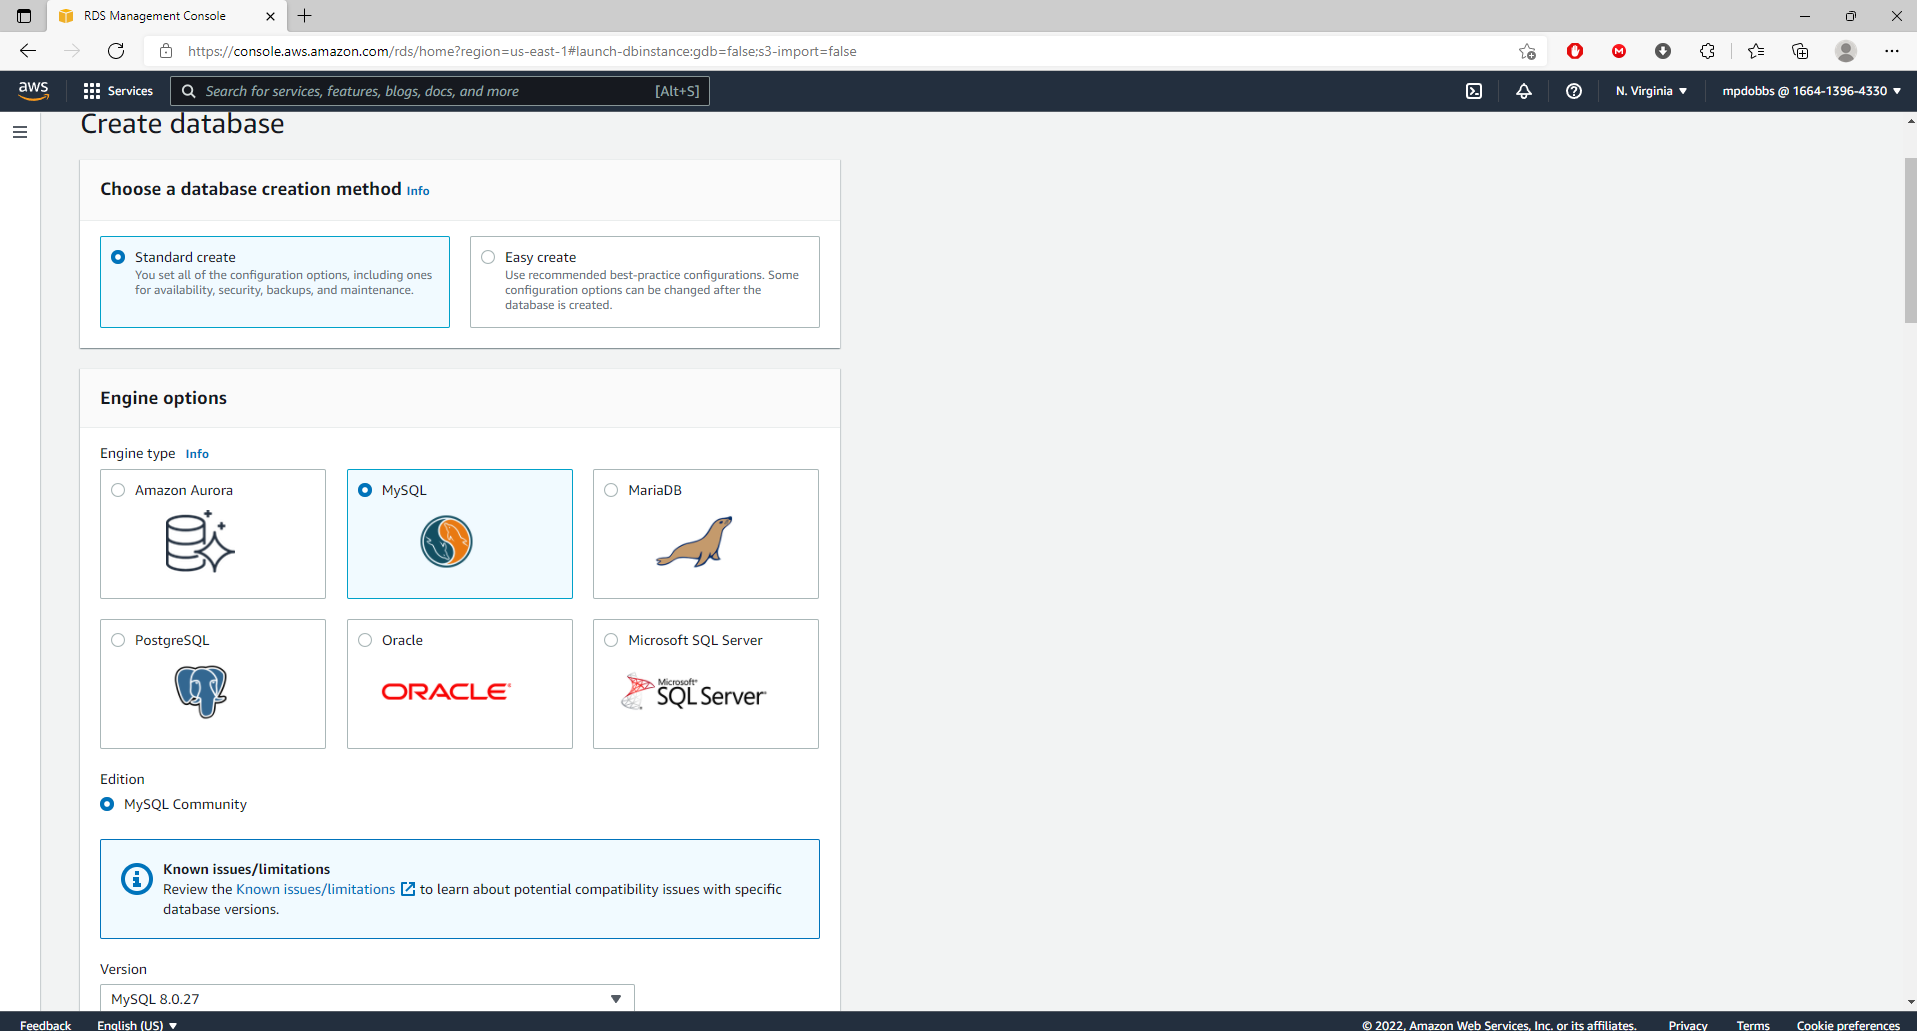 RDS Management Console
https://console.aws.amazon.com/rds/home?region=us-east-1#launch-dbinstance:gdb=false;s3-import=false
aws
Services
Search for services, features, blogs, docs, and more [Alt+S]
N. Virginia
mpdobbs @ 1664-1396-4330
Create database
Choose a database creation method Info
Standard create
You set all of the configuration options, including ones
for availability, security, backups, and maintenance.
Easy create
Use recommended best-practice configurations. Some
configuration options can be changed after the
database is created.
Engine options
Engine type Info
Amazon Aurora
MySQL
MariaDB
PostgreSQL
Oracle
ORACLE
Microsoft SQL Server
Microsoft
SQL Server
Edition
MySQL Community
Known issues/limitations
Review the Known issues/limitations to learn about potential compatibility issues with specific
database versions.
Version
MySQL 8.0.27
Feedback English (US) © 2022, Amazon Web Services, Inc. or its affiliates. Privacy Terms Cookie preferences